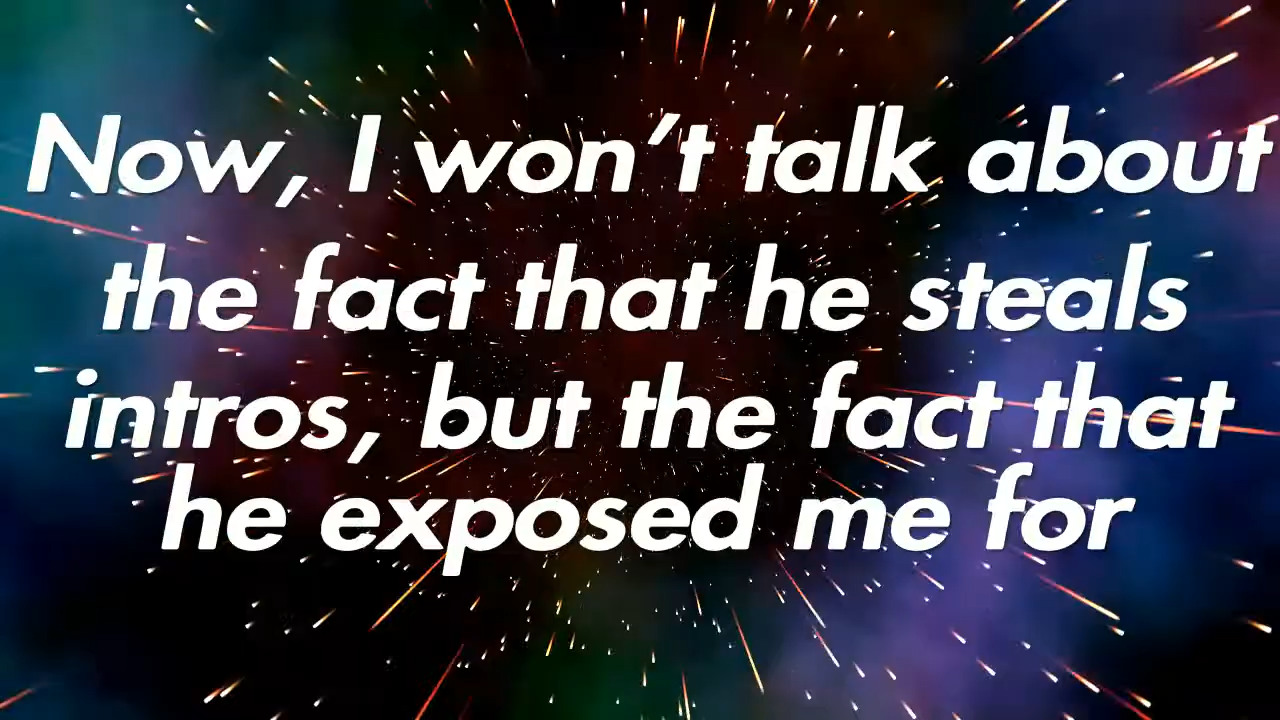 Now, I won't talk about
the fact that he steals
intros, but the fact that
he exposed me for